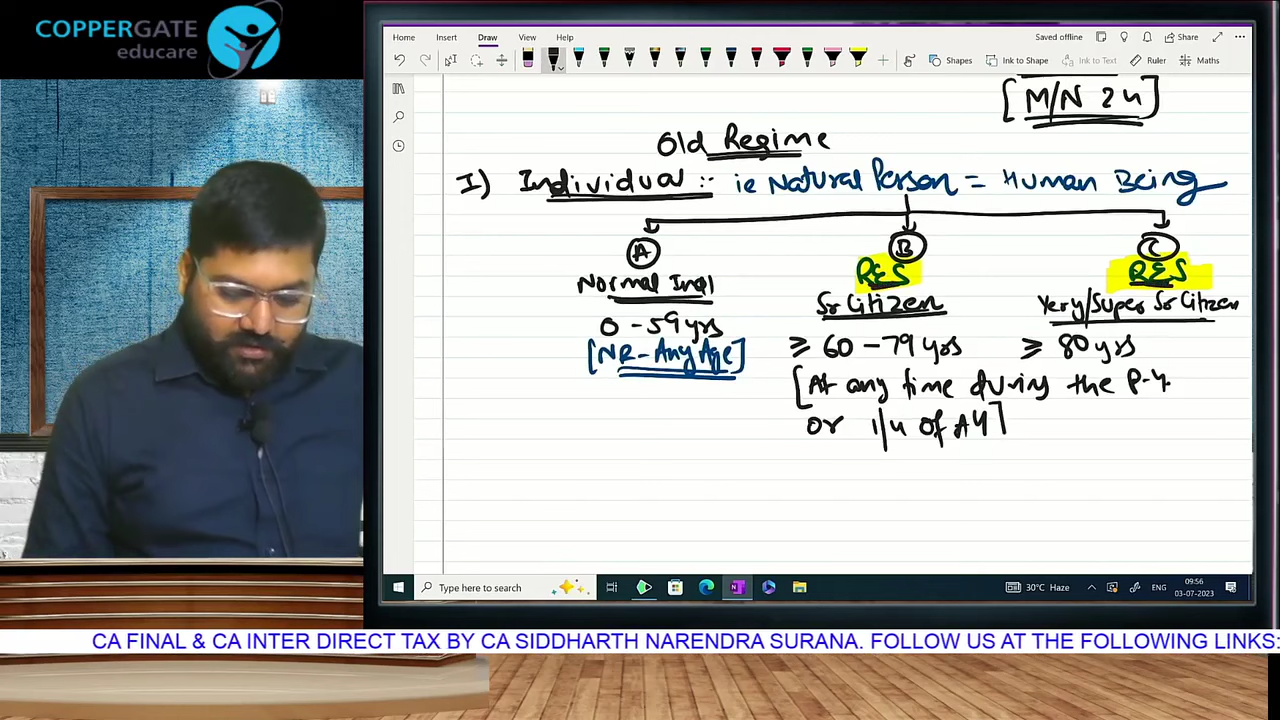 COPPERGATE
educare
Home Insert Draw View Help
Saved offline Share
Shapes Ink to Shape Ink to Text Ruler Maths
[M/N 24]
Old Regime
I) Individual :- ie Natural Person = Human Being
A B C
Normal Indl RES RES
Sr Citizen Very/Super Sr Citizen
0 - 59 yrs ≥ 60 - 79 yrs ≥ 80 yrs
[NR - Any Age]
[At any time during the P.Y.
or 1/4 of AY]
Type here to search
30°C Haze ENG 09:56
03-07-2023
CA FINAL & CA INTER DIRECT TAX BY CA SIDDHARTH NARENDRA SURANA. FOLLOW US AT THE FOLLOWING LINKS: